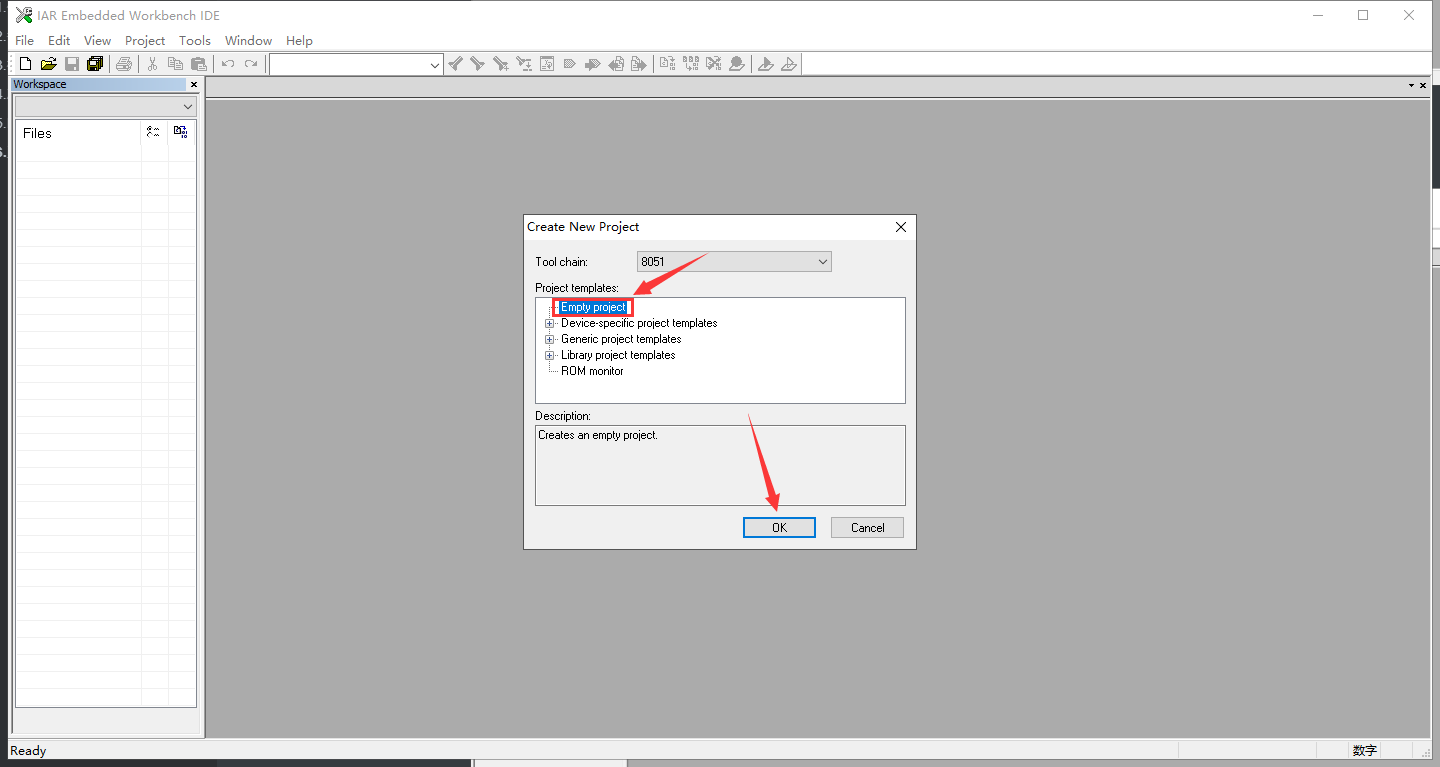 IAR Embedded Workbench IDE
File Edit View Project Tools Window Help
Workspace
Files
Create New Project
Tool chain: 8051
Project templates:
Empty project
Device-specific project templates
Generic project templates
Library project templates
ROM monitor
Description:
Creates an empty project.
OK Cancel
Ready 数字